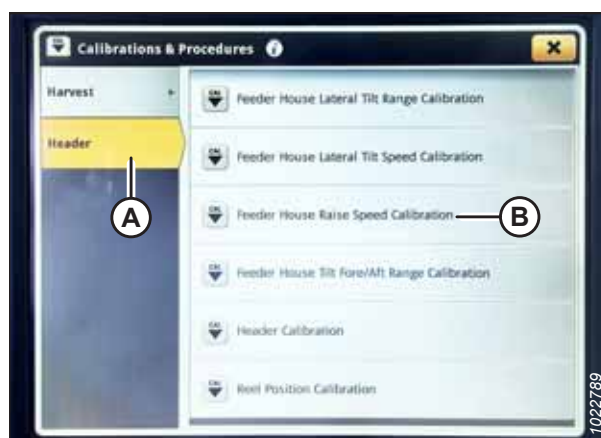 Calibrations & Procedures
Harvest
Header
Feeder House Lateral Tilt Range Calibration
Feeder House Lateral Tilt Speed Calibration
Feeder House Raise Speed Calibration
Feeder House Tilt Fore/Aft Range Calibration
Header Calibration
Reel Position Calibration
A
B
1022789